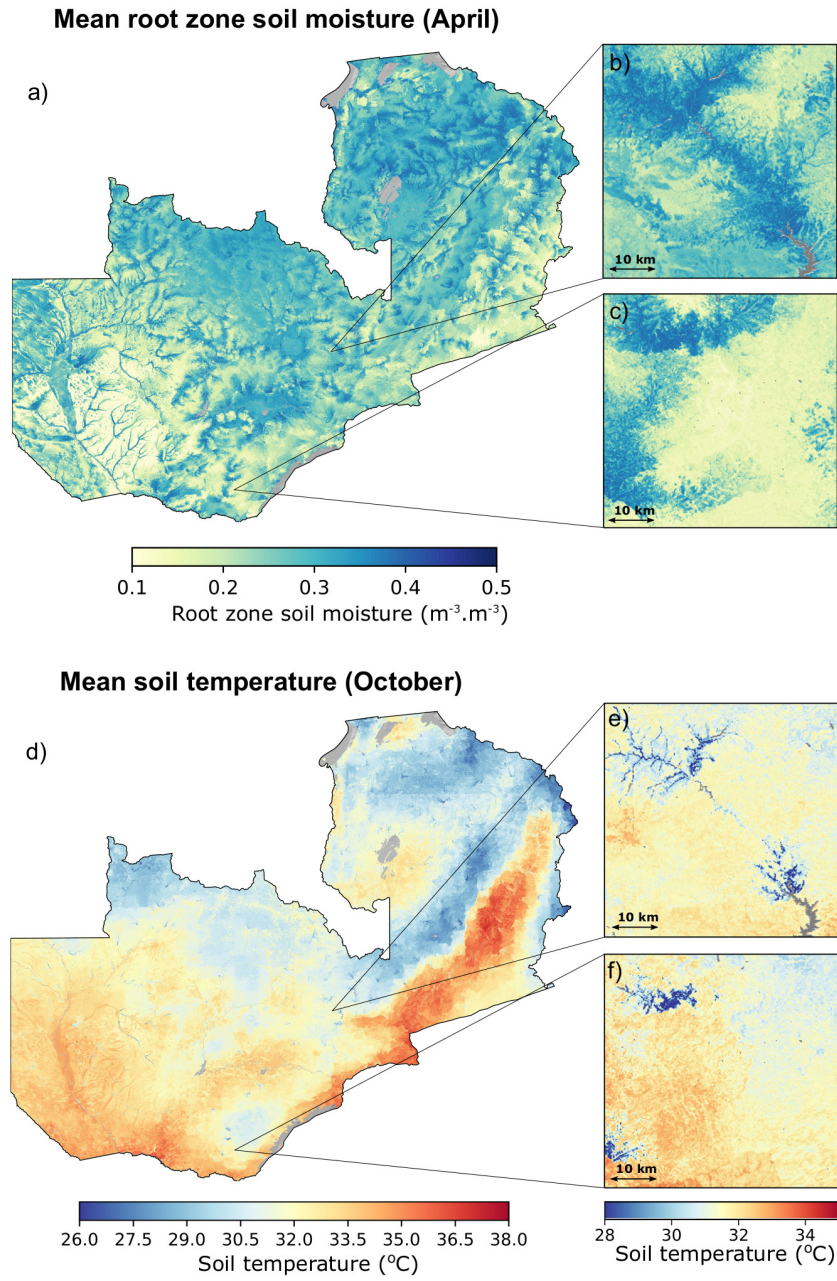 Mean root zone soil moisture (April)
a)
b)
10 km
c)
10 km
0.1 0.2 0.3 0.4 0.5
Root zone soil moisture (m⁻³.m⁻³)
Mean soil temperature (October)
d)
e)
10 km
f)
10 km
26.0 27.5 29.0 30.5 32.0 33.5 35.0 36.5 38.0
Soil temperature (°C)
28 30 32 34
Soil temperature (°C)